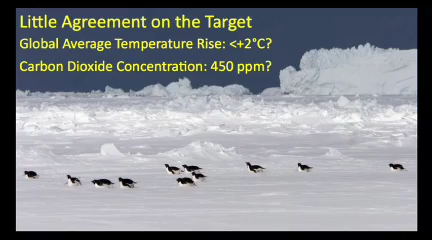 Little Agreement on the Target
Global Average Temperature Rise: <+2°C?
Carbon Dioxide Concentration: 450 ppm?